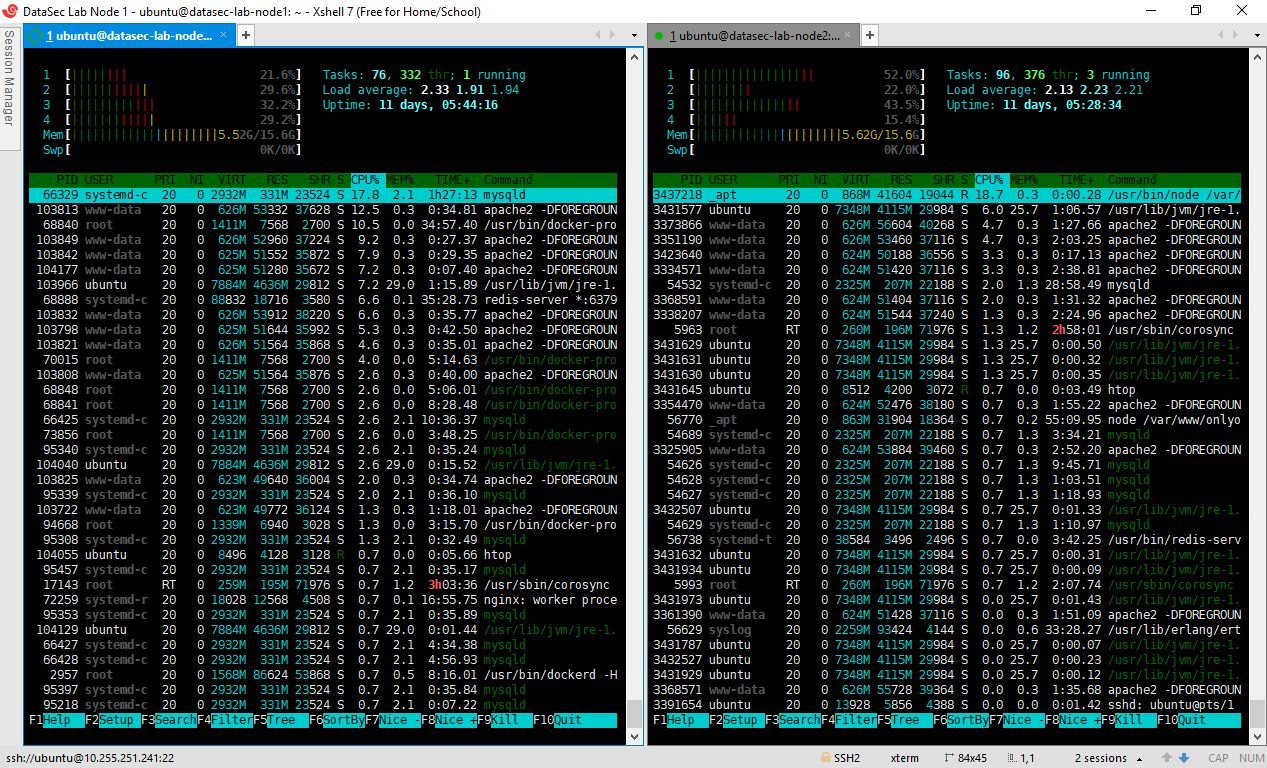 DataSec Lab Node 1 - ubuntu@datasec-lab-node1: ~ - Xshell 7 (Free for Home/School)
Session Manager
1 ubuntu@datasec-lab-node... × +
1 [|||||||| 21.6%] Tasks: 76, 332 thr; 1 running
2 [||||||||||| 29.6%] Load average: 2.33 1.91 1.94
3 [|||||||||||| 32.2%] Uptime: 11 days, 05:44:16
4 [|||||||||||| 29.2%]
Mem[|||||||||||||||||||||5.52G/15.6G]
Swp[ 0K/0K]
PID USER PRI NI VIRT RES SHR S CPU% MEM% TIME+ Command
66329 systemd-c 20 0 2932M 331M 23524 S 17.8 2.1 1h27:13 mysqld
103813 www-data 20 0 626M 53332 37628 S 12.5 0.3 0:34.81 apache2 -DFOREGROUN
68840 root 20 0 1411M 7568 2700 S 10.5 0.0 34:57.40 /usr/bin/docker-pro
103849 www-data 20 0 626M 52960 37224 S 9.2 0.3 0:27.37 apache2 -DFOREGROUN
103842 www-data 20 0 625M 51552 35872 S 7.9 0.3 0:29.35 apache2 -DFOREGROUN
104177 www-data 20 0 625M 51280 35672 S 7.2 0.3 0:07.40 apache2 -DFOREGROUN
103966 ubuntu 20 0 7884M 4636M 29812 S 7.2 29.0 1:15.89 /usr/lib/jvm/jre-1.
68888 systemd-c 20 0 88832 18716 3580 S 6.6 0.1 35:28.73 redis-server *:6379
103832 www-data 20 0 626M 53912 38220 S 6.6 0.3 0:35.77 apache2 -DFOREGROUN
103798 www-data 20 0 625M 51644 35992 S 5.3 0.3 0:42.50 apache2 -DFOREGROUN
103821 www-data 20 0 626M 51564 35868 S 4.6 0.3 0:35.01 apache2 -DFOREGROUN
70015 root 20 0 1411M 7568 2700 S 4.0 0.0 5:14.63 /usr/bin/docker-pro
103808 www-data 20 0 625M 51564 35876 S 2.6 0.3 0:40.00 apache2 -DFOREGROUN
68848 root 20 0 1411M 7568 2700 S 2.6 0.0 5:06.01 /usr/bin/docker-pro
68841 root 20 0 1411M 7568 2700 S 2.6 0.0 8:28.48 /usr/bin/docker-pro
66425 systemd-c 20 0 2932M 331M 23524 S 2.6 2.1 10:36.37 mysqld
73856 root 20 0 1411M 7568 2700 S 2.6 0.0 3:48.25 /usr/bin/docker-pro
95340 systemd-c 20 0 2932M 331M 23524 S 2.6 2.1 0:35.24 mysqld
104040 ubuntu 20 0 7884M 4636M 29812 S 2.6 29.0 0:15.52 /usr/lib/jvm/jre-1.
103825 www-data 20 0 623M 49640 36004 S 2.0 0.3 0:34.74 apache2 -DFOREGROUN
95339 systemd-c 20 0 2932M 331M 23524 S 2.0 2.1 0:36.10 mysqld
103722 www-data 20 0 623M 49772 36124 S 1.3 0.3 1:18.01 apache2 -DFOREGROUN
94668 root 20 0 1339M 6940 3028 S 1.3 0.0 3:15.70 /usr/bin/docker-pro
95308 systemd-c 20 0 2932M 331M 23524 S 1.3 2.1 0:32.49 mysqld
104055 ubuntu 20 0 8496 4128 3128 R 0.7 0.0 0:05.66 htop
95457 systemd-c 20 0 2932M 331M 23524 S 0.7 2.1 0:35.17 mysqld
17143 root RT 0 259M 195M 71976 S 0.7 1.2 3h03:36 /usr/sbin/corosync
72259 systemd-r 20 0 18028 12568 4508 S 0.7 0.1 16:55.75 nginx: worker proce
95353 systemd-c 20 0 2932M 331M 23524 S 0.7 2.1 0:35.89 mysqld
104129 ubuntu 20 0 7884M 4636M 29812 S 0.7 29.0 0:01.44 /usr/lib/jvm/jre-1.
66427 systemd-c 20 0 2932M 331M 23524 S 0.7 2.1 4:34.38 mysqld
66428 systemd-c 20 0 2932M 331M 23524 S 0.7 2.1 4:56.93 mysqld
2957 root 20 0 1568M 86624 53868 S 0.7 0.5 8:16.01 /usr/bin/dockerd -H
95397 systemd-c 20 0 2932M 331M 23524 S 0.7 2.1 0:35.84 mysqld
95218 systemd-c 20 0 2932M 331M 23524 S 0.7 2.1 0:07.22 mysqld
F1Help F2Setup F3SearchF4FilterF5Tree F6SortByF7Nice -F8Nice +F9Kill F10Quit
1 ubuntu@datasec-lab-node2:... × +
1 [|||||||||||||||||| 52.0%] Tasks: 96, 376 thr; 3 running
2 [|||||||| 22.0%] Load average: 2.13 2.23 2.21
3 [|||||||||||||||| 43.5%] Uptime: 11 days, 05:28:34
4 [|||||| 15.4%]
Mem[|||||||||||||||||||||5.62G/15.6G]
Swp[ 0K/0K]
PID USER PRI NI VIRT RES SHR S CPU% MEM% TIME+ Command
3437218 _apt 20 0 868M 41604 19044 R 18.7 0.3 0:00.28 /usr/bin/node /var/
3431577 ubuntu 20 0 7348M 4115M 29984 S 6.0 25.7 1:06.57 /usr/lib/jvm/jre-1.
3373866 www-data 20 0 626M 56604 40268 S 4.7 0.3 1:27.66 apache2 -DFOREGROUN
3351190 www-data 20 0 626M 53460 37116 S 4.7 0.3 2:03.25 apache2 -DFOREGROUN
3423640 www-data 20 0 624M 50188 36556 S 3.3 0.3 0:17.13 apache2 -DFOREGROUN
3334571 www-data 20 0 624M 51420 37116 S 3.3 0.3 2:38.81 apache2 -DFOREGROUN
54532 systemd-c 20 0 2325M 207M 22188 S 2.0 1.3 28:58.49 mysqld
3368591 www-data 20 0 624M 51404 37116 S 2.0 0.3 1:31.32 apache2 -DFOREGROUN
3338207 www-data 20 0 624M 51544 37240 S 1.3 0.3 2:24.96 apache2 -DFOREGROUN
5963 root RT 0 260M 196M 71976 S 1.3 1.2 2h58:01 /usr/sbin/corosync
3431629 ubuntu 20 0 7348M 4115M 29984 S 1.3 25.7 0:00.50 /usr/lib/jvm/jre-1.
3431631 ubuntu 20 0 7348M 4115M 29984 S 1.3 25.7 0:00.32 /usr/lib/jvm/jre-1.
3431630 ubuntu 20 0 7348M 4115M 29984 S 1.3 25.7 0:00.35 /usr/lib/jvm/jre-1.
3431645 ubuntu 20 0 8512 4200 3072 R 0.7 0.0 0:03.49 htop
3354470 www-data 20 0 624M 52476 38180 S 0.7 0.3 1:55.22 apache2 -DFOREGROUN
56770 _apt 20 0 863M 31904 18364 S 0.7 0.2 55:09.95 node /var/www/onlyo
54689 systemd-c 20 0 2325M 207M 22188 S 0.7 1.3 3:34.21 mysqld
3325905 www-data 20 0 626M 53884 39460 S 0.7 0.3 2:52.20 apache2 -DFOREGROUN
54626 systemd-c 20 0 2325M 207M 22188 S 0.7 1.3 9:45.71 mysqld
54628 systemd-c 20 0 2325M 207M 22188 S 0.7 1.3 1:03.51 mysqld
54627 systemd-c 20 0 2325M 207M 22188 S 0.7 1.3 1:18.93 mysqld
3432507 ubuntu 20 0 7348M 4115M 29984 S 0.7 25.7 0:01.33 /usr/lib/jvm/jre-1.
54629 systemd-c 20 0 2325M 207M 22188 S 0.7 1.3 1:10.97 mysqld
56738 systemd-t 20 0 38584 3496 2496 S 0.7 0.0 3:42.25 /usr/bin/redis-serv
3431632 ubuntu 20 0 7348M 4115M 29984 S 0.7 25.7 0:00.31 /usr/lib/jvm/jre-1.
3431934 ubuntu 20 0 7348M 4115M 29984 S 0.7 25.7 0:00.09 /usr/lib/jvm/jre-1.
5993 root RT 0 260M 196M 71976 S 0.7 1.2 2:07.74 /usr/sbin/corosync
3431973 ubuntu 20 0 7348M 4115M 29984 S 0.0 25.7 0:01.43 /usr/lib/jvm/jre-1.
3361390 www-data 20 0 624M 51428 37116 S 0.0 0.3 1:51.09 apache2 -DFOREGROUN
56629 syslog 20 0 2259M 93424 4144 S 0.0 0.6 33:28.27 /usr/lib/erlang/ert
3431787 ubuntu 20 0 7348M 4115M 29984 S 0.0 25.7 0:00.07 /usr/lib/jvm/jre-1.
3432527 ubuntu 20 0 7348M 4115M 29984 S 0.0 25.7 0:00.23 /usr/lib/jvm/jre-1.
3431929 ubuntu 20 0 7348M 4115M 29984 S 0.0 25.7 0:00.12 /usr/lib/jvm/jre-1.
3368571 www-data 20 0 626M 55728 39364 S 0.0 0.3 1:35.68 apache2 -DFOREGROUN
3391654 ubuntu 20 0 13928 5856 4388 S 0.0 0.0 0:01.42 sshd: ubuntu@pts/1
F1Help F2Setup F3SearchF4FilterF5Tree F6SortByF7Nice -F8Nice +F9Kill F10Quit
ssh://ubuntu@10.255.251.241:22 SSH2 xterm 84x45 1,1 2 sessions CAP NUM